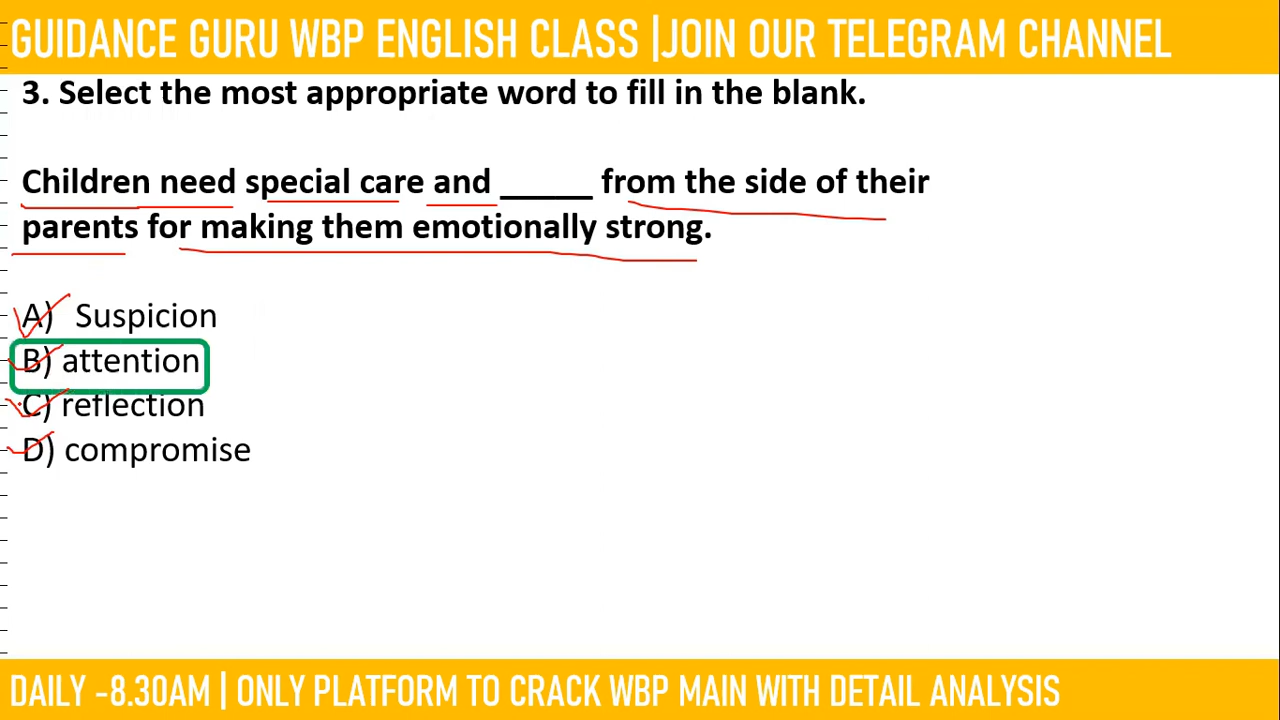 GUIDANCE GURU WBP ENGLISH CLASS |JOIN OUR TELEGRAM CHANNEL
3. Select the most appropriate word to fill in the blank.
Children need special care and _____ from the side of their
parents for making them emotionally strong.
A) Suspicion
B) attention
C) reflection
D) compromise
DAILY -8.30AM | ONLY PLATFORM TO CRACK WBP MAIN WITH DETAIL ANALYSIS